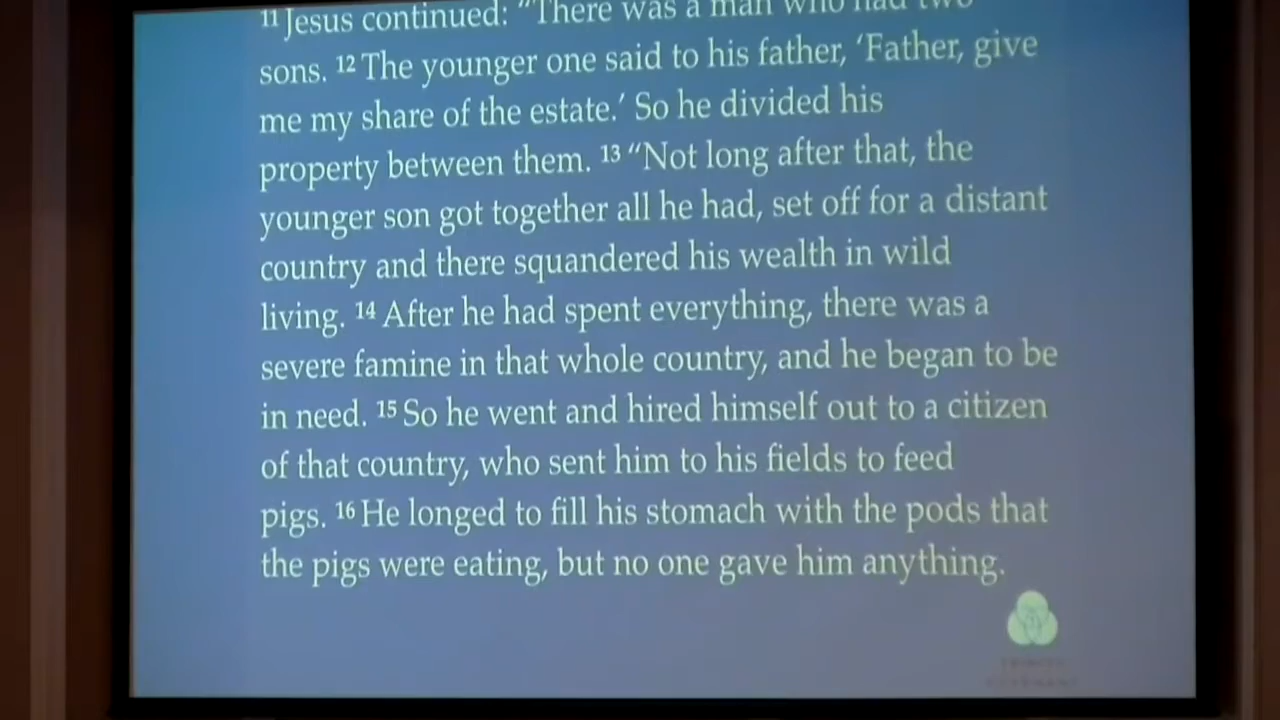 ¹¹ Jesus continued: "There was a man who had two
sons. ¹² The younger one said to his father, 'Father, give
me my share of the estate.' So he divided his
property between them. ¹³ "Not long after that, the
younger son got together all he had, set off for a distant
country and there squandered his wealth in wild
living. ¹⁴ After he had spent everything, there was a
severe famine in that whole country, and he began to be
in need. ¹⁵ So he went and hired himself out to a citizen
of that country, who sent him to his fields to feed
pigs. ¹⁶ He longed to fill his stomach with the pods that
the pigs were eating, but no one gave him anything.